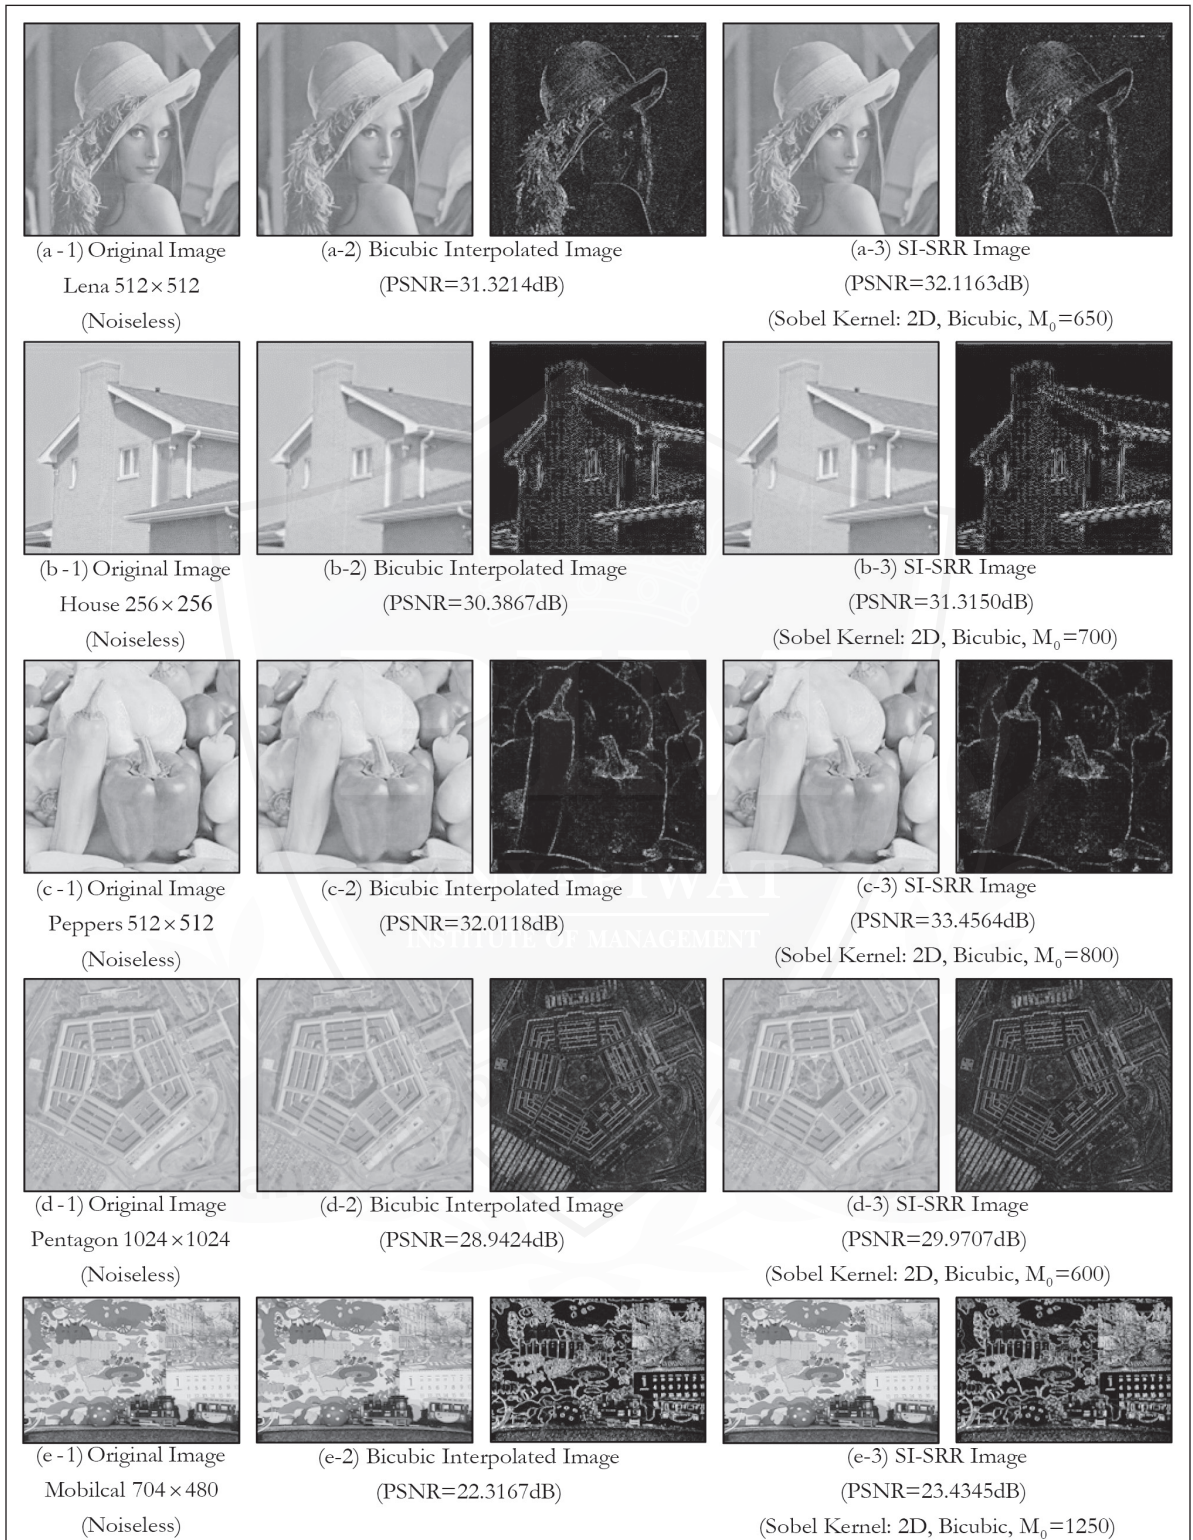 (a -1) Original Image
Lena 512×512
(Noiseless)
(a-2) Bicubic Interpolated Image
(PSNR=31.3214dB)
(a-3) SI-SRR Image
(PSNR=32.1163dB)
(Sobel Kernel: 2D, Bicubic, M₀=650)
(b -1) Original Image
House 256×256
(Noiseless)
(b-2) Bicubic Interpolated Image
(PSNR=30.3867dB)
(b-3) SI-SRR Image
(PSNR=31.3150dB)
(Sobel Kernel: 2D, Bicubic, M₀=700)
(c -1) Original Image
Peppers 512×512
(Noiseless)
(c-2) Bicubic Interpolated Image
(PSNR=32.0118dB)
(c-3) SI-SRR Image
(PSNR=33.4564dB)
(Sobel Kernel: 2D, Bicubic, M₀=800)
INSTITUTE OF MANAGEMENT
(d -1) Original Image
Pentagon 1024×1024
(Noiseless)
(d-2) Bicubic Interpolated Image
(PSNR=28.9424dB)
(d-3) SI-SRR Image
(PSNR=29.9707dB)
(Sobel Kernel: 2D, Bicubic, M₀=600)
(e -1) Original Image
Mobilcal 704×480
(Noiseless)
(e-2) Bicubic Interpolated Image
(PSNR=22.3167dB)
(e-3) SI-SRR Image
(PSNR=23.4345dB)
(Sobel Kernel: 2D, Bicubic, M₀=1250)